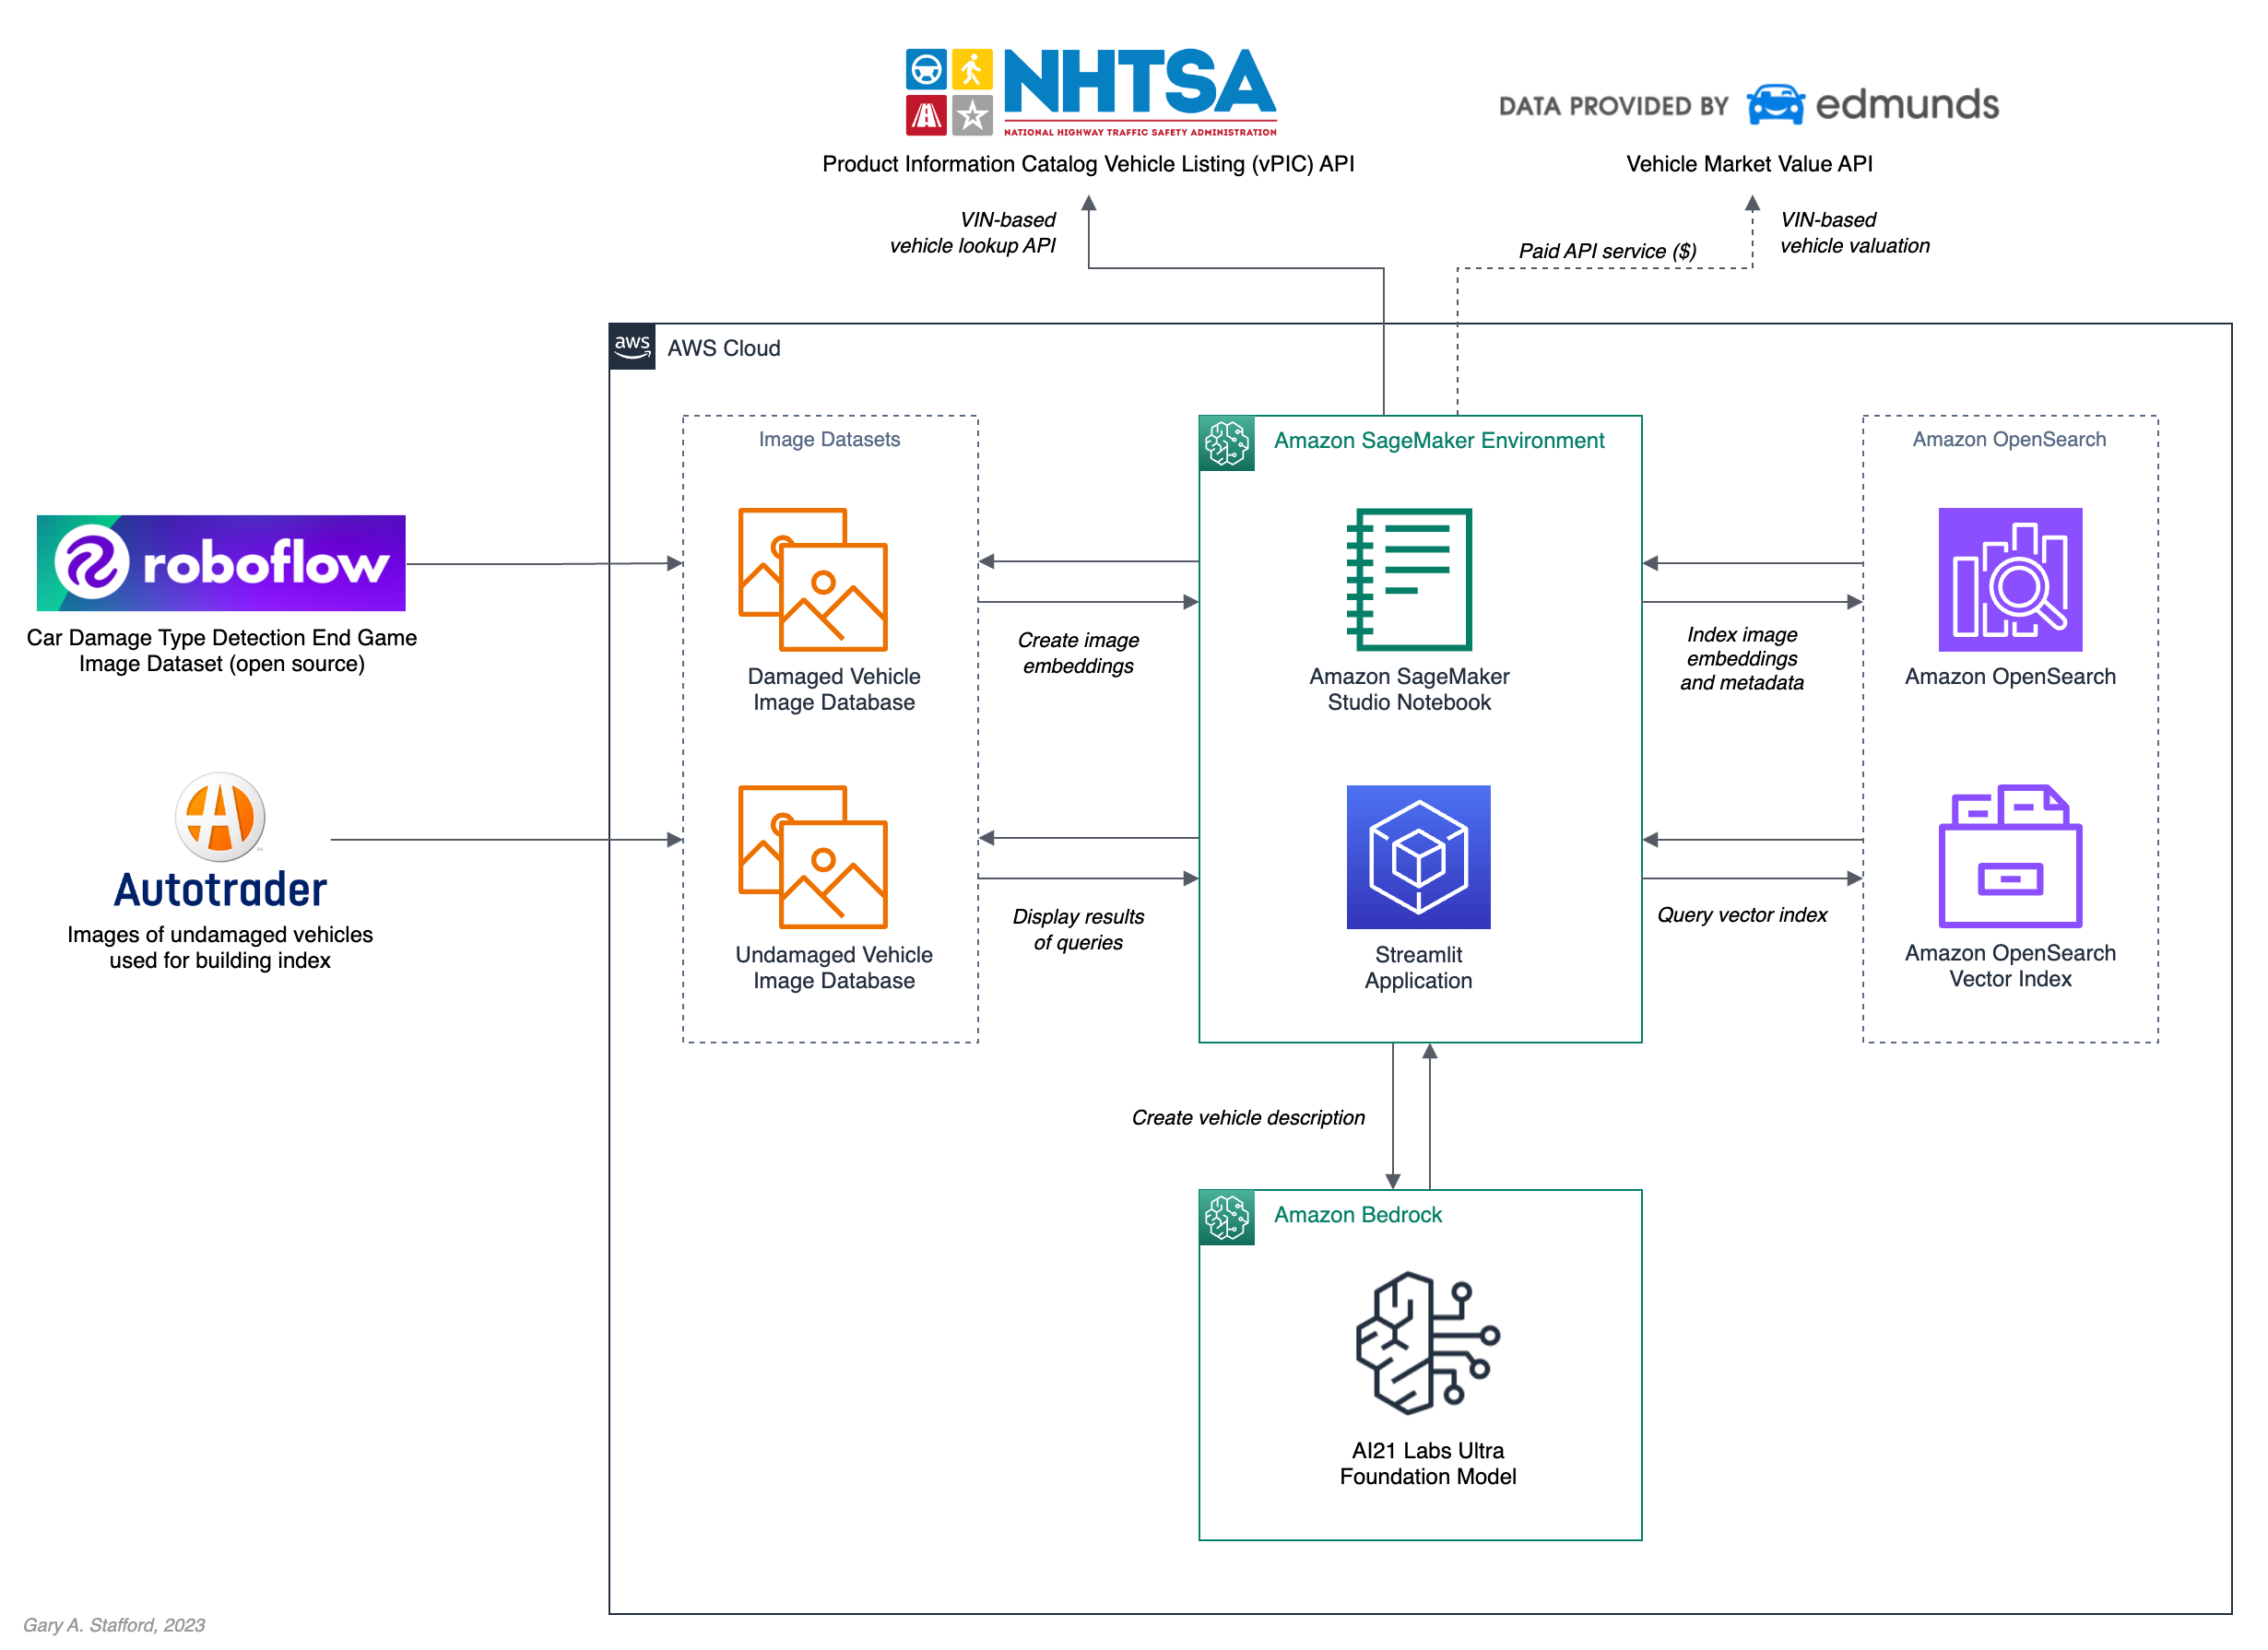 NHTSA
NATIONAL HIGHWAY TRAFFIC SAFETY ADMINISTRATION
Product Information Catalog Vehicle Listing (vPIC) API
DATA PROVIDED BY edmunds
Vehicle Market Value API
VIN-based
vehicle lookup API
Paid API service ($)
VIN-based
vehicle valuation
aws
AWS Cloud
Image Datasets
Amazon SageMaker Environment
Amazon OpenSearch
roboflow
Car Damage Type Detection End Game
Image Dataset (open source)
Damaged Vehicle
Image Database
Create image
embeddings
Amazon SageMaker
Studio Notebook
Index image
embeddings
and metadata
Amazon OpenSearch
Autotrader
Images of undamaged vehicles
used for building index
Undamaged Vehicle
Image Database
Display results
of queries
Streamlit
Application
Query vector index
Amazon OpenSearch
Vector Index
Create vehicle description
Amazon Bedrock
AI21 Labs Ultra
Foundation Model
Gary A. Stafford, 2023